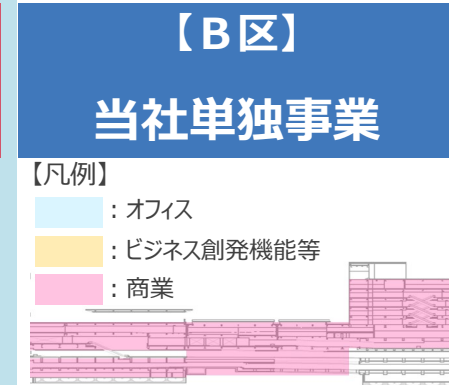 【B区】
当社単独事業
【凡例】
：オフィス
：ビジネス創発機能等
：商業